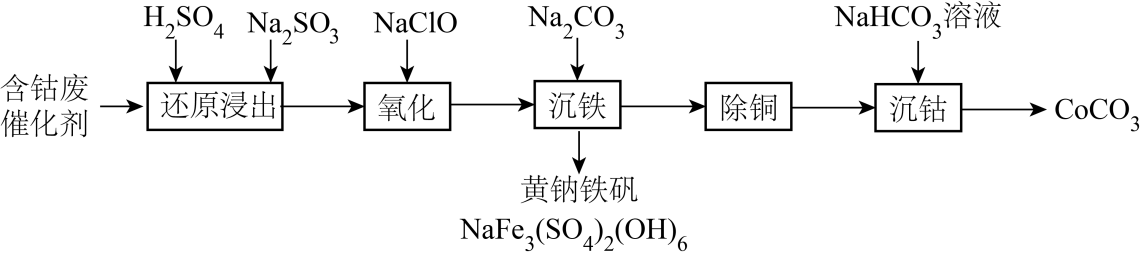 H₂SO₄ Na₂SO₃ NaClO Na₂CO₃ NaHCO₃溶液
含钴废
催化剂
还原浸出 氧化 沉铁 除铜 沉钴 CoCO₃
黄钠铁矾
NaFe₃(SO₄)₂(OH)₆